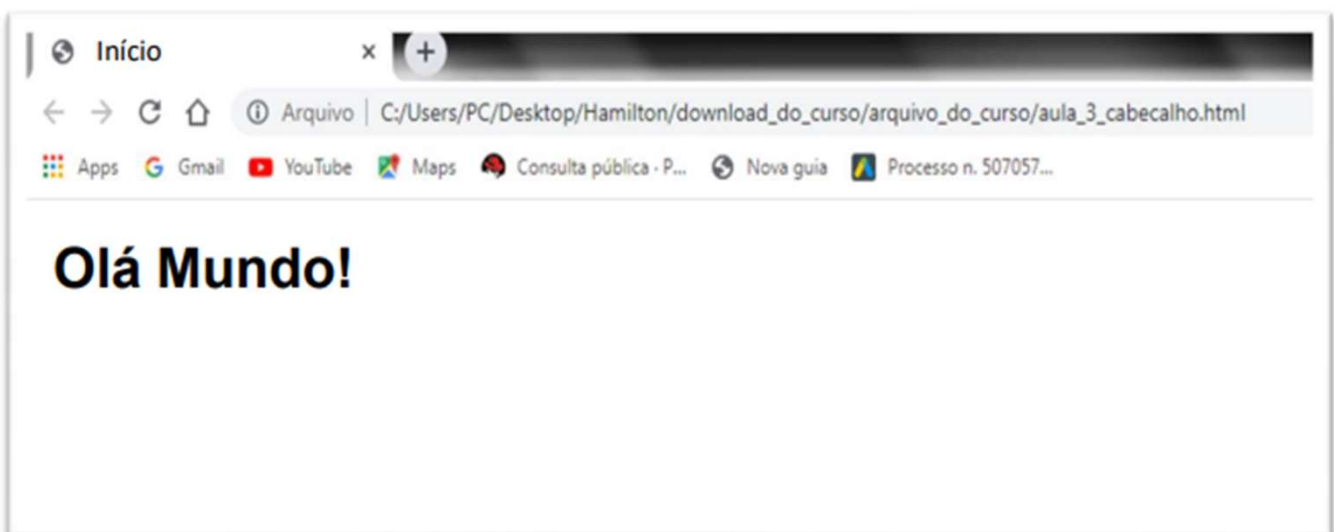 Início
Arquivo C:/Users/PC/Desktop/Hamilton/download_do_curso/arquivo_do_curso/aula_3_cabecalho.html
Apps Gmail YouTube Maps Consulta pública - P... Nova guia Processo n. 507057...
Olá Mundo!